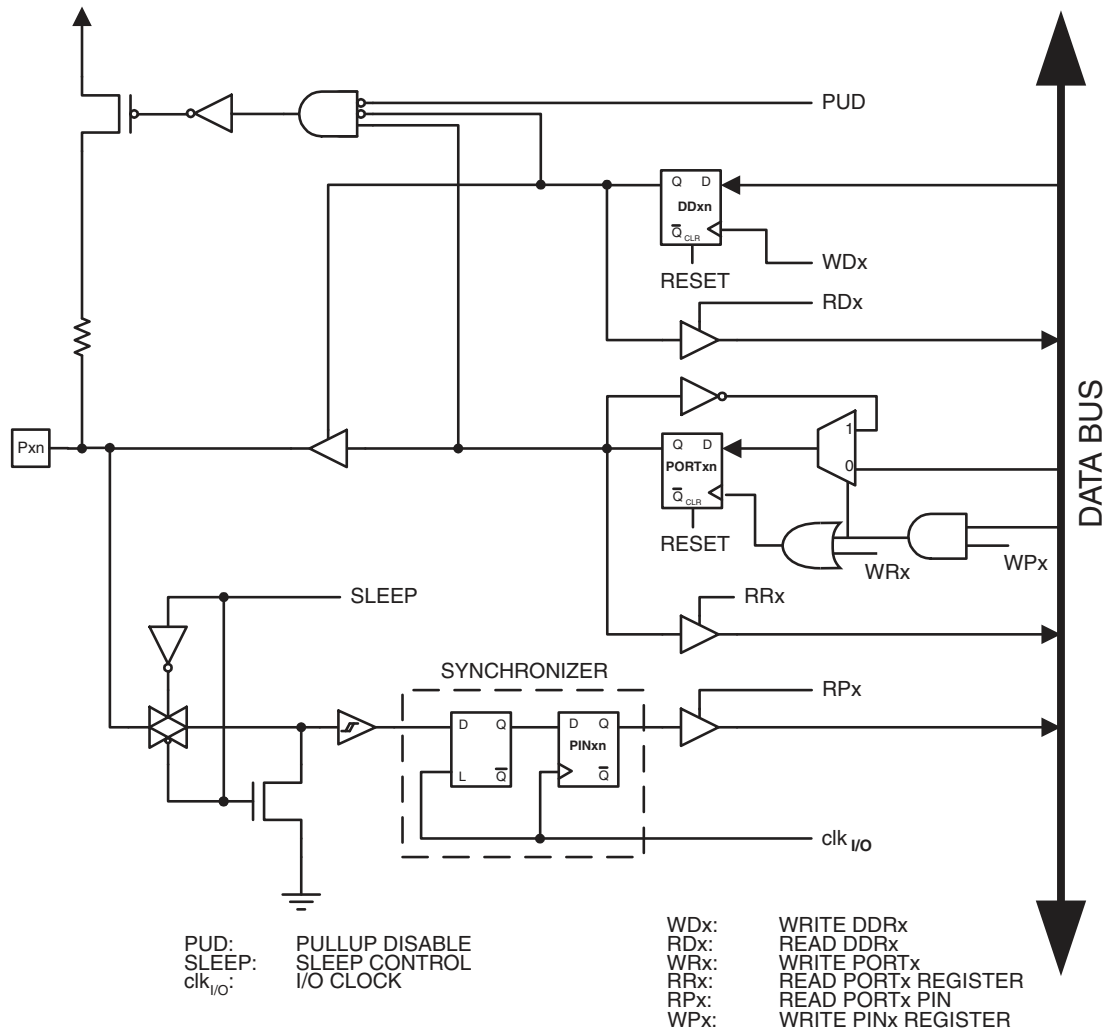 PUD
Q D
DDxn
Q CLR
WDx
RESET
RDx
DATA BUS
1
Pxn
Q D
PORTxn
0
Q CLR
RESET
WRx
WPx
SLEEP
RRx
SYNCHRONIZER
RPx
D Q
D Q
PINxn
L Q
Q
clk I/O
PUD: PULLUP DISABLE
SLEEP: SLEEP CONTROL
clkI/O: I/O CLOCK
WDx: WRITE DDRx
RDx: READ DDRx
WRx: WRITE PORTx
RRx: READ PORTx REGISTER
RPx: READ PORTx PIN
WPx: WRITE PINx REGISTER